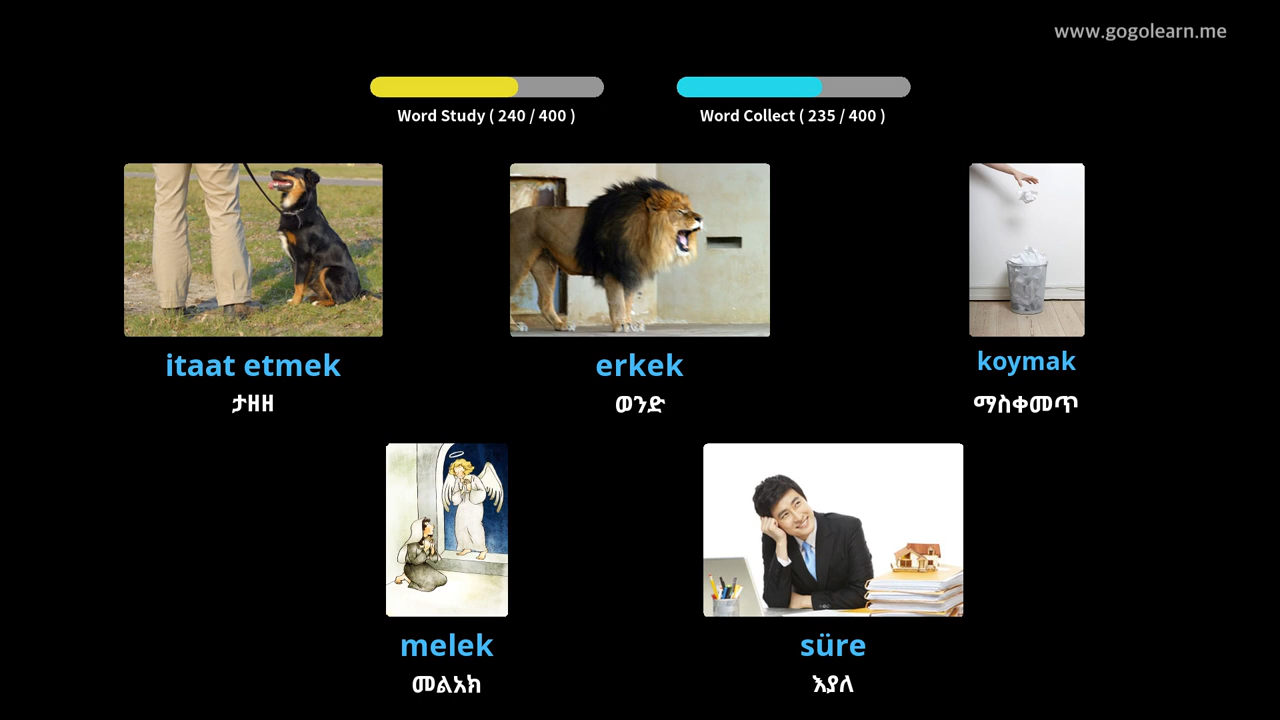 www.gogolearn.me
Word Study ( 240 / 400 )
Word Collect ( 235 / 400 )
itaat etmek
ታዘዘ
erkek
ወንድ
koymak
ማስቀመጥ
melek
መልአክ
süre
እያለ